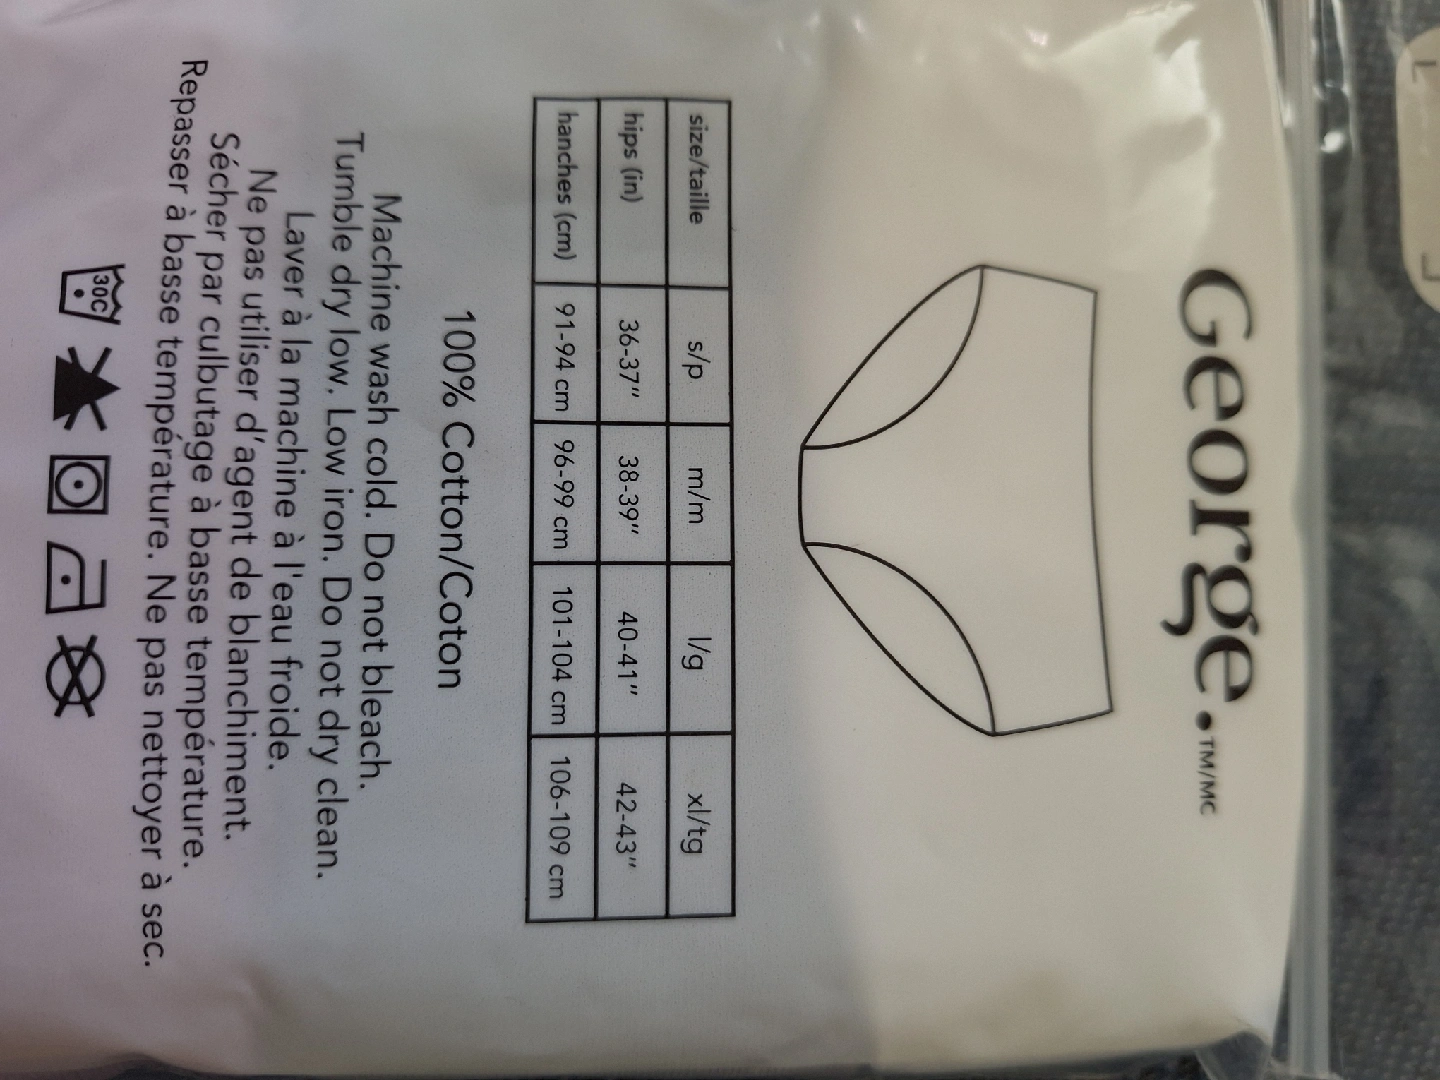 George.™/MC
size/taille s/p m/m l/g xl/tg
hips (in) 36-37" 38-39" 40-41" 42-43"
hanches (cm) 91-94 cm 96-99 cm 101-104 cm 106-109 cm
100% Cotton/Coton
Machine wash cold. Do not bleach.
Tumble dry low. Low iron. Do not dry clean.
Laver à la machine à l'eau froide.
Ne pas utiliser d'agent de blanchiment.
Sécher par culbutage à basse température.
Repasser à basse température. Ne pas nettoyer à sec.
30C